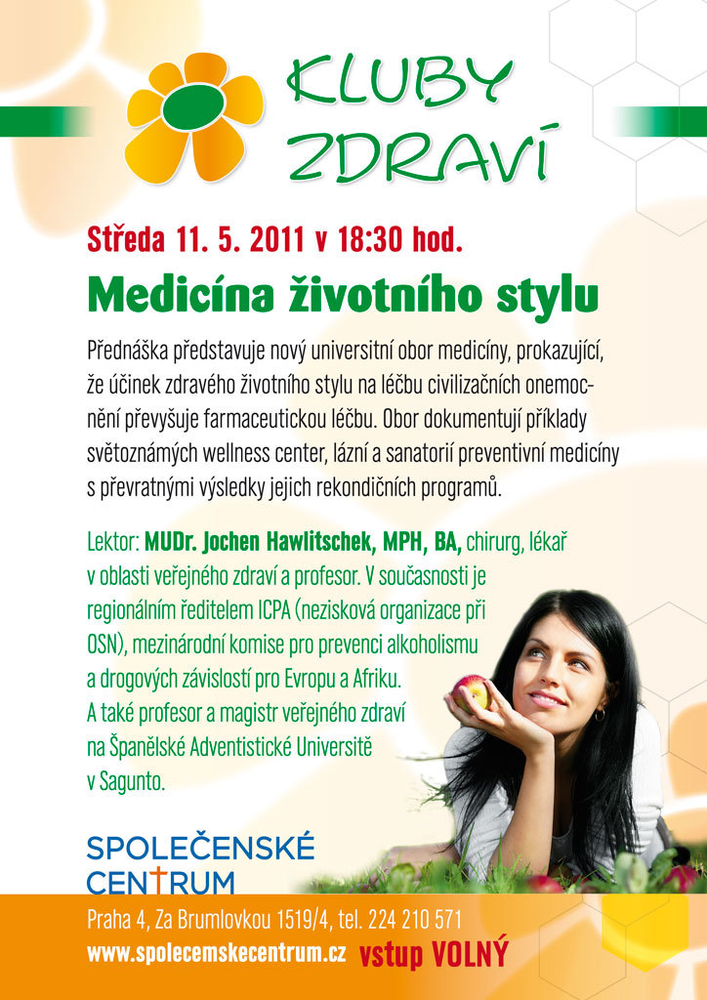 KLUBY
ZDRAVÍ
Středa 11. 5. 2011 v 18:30 hod.
Medicína životního stylu
Přednáška představuje nový universitní obor medicíny, prokazující,
že účinek zdravého životního stylu na léčbu civilizačních onemoc-
nění převyšuje farmaceutickou léčbu. Obor dokumentují příklady
světoznámých wellness center, lázní a sanatorií preventivní medicíny
s převratnými výsledky jejich rekondičních programů.
Lektor: MUDr. Jochen Hawlitschek, MPH, BA, chirurg, lékař
v oblasti veřejného zdraví a profesor. V současnosti je
regionálním ředitelem ICPA (nezisková organizace při
OSN), mezinárodní komise pro prevenci alkoholismu
a drogových závislostí pro Evropu a Afriku.
A také profesor a magistr veřejného zdraví
na Španělské Adventistické Universitě
v Sagunto.
SPOLEČENSKÉ
CENTRUM
Praha 4, Za Brumlovkou 1519/4, tel. 224 210 571
www.spolecemskecentrum.cz vstup VOLNÝ